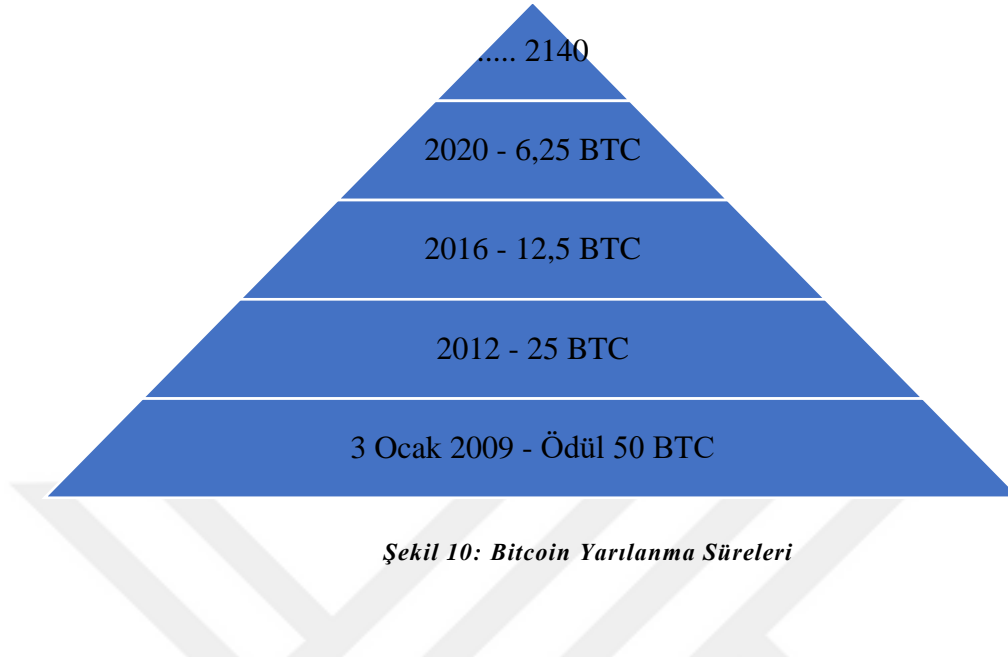 ..... 2140
2020 - 6,25 BTC
2016 - 12,5 BTC
2012 - 25 BTC
3 Ocak 2009 - Ödül 50 BTC
Şekil 10: Bitcoin Yarılanma Süreleri